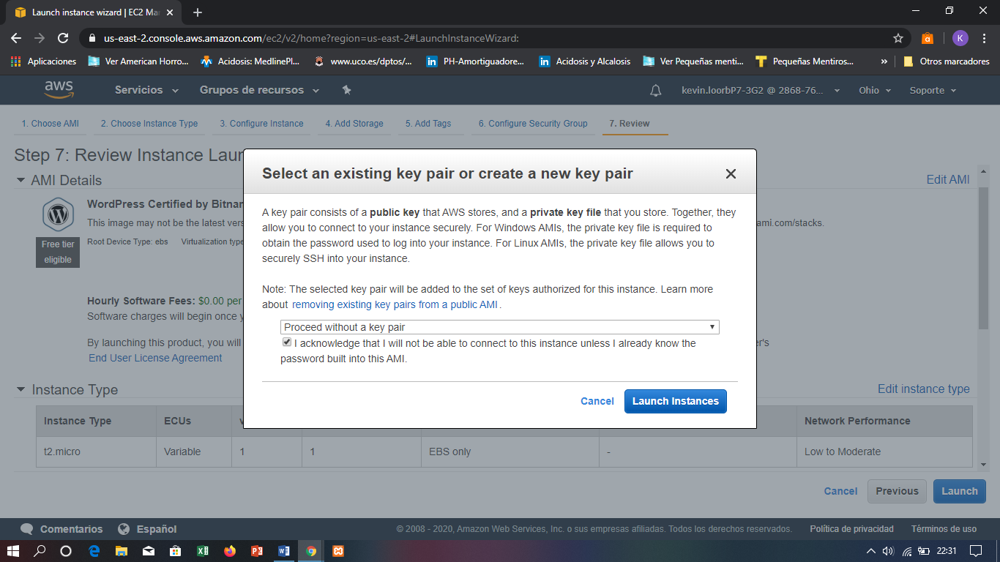 Launch instance wizard | EC2 Ma
us-east-2.console.aws.amazon.com/ec2/v2/home?region=us-east-2#LaunchInstanceWizard:
K
Aplicaciones
Ver American Horro...
Acidosis: MedlinePl...
www.uco.es/dptos/...
PH-Amortiguadore...
Acidosis y Alcalosis
Ver Pequeñas menti...
Pequeñas Mentiros...
»
Otros marcadores
aws
Servicios
Grupos de recursos
kevin.loorbP7-3G2 @ 2868-76...
Ohio
Soporte
1. Choose AMI
2. Choose Instance Type
3. Configure Instance
4. Add Storage
5. Add Tags
6. Configure Security Group
7. Review
Step 7: Review Instance Laun
AMI Details
Edit AMI
WordPress Certified by Bitnam
This image may not be the latest vers
ami.com/stacks.
Free tier
eligible
Root Device Type: ebs
Virtualization type
Hourly Software Fees: $0.00 per
Software charges will begin once y
By launching this product, you will
er's
End User License Agreement
Instance Type
Edit instance type
Instance Type
ECUs
Network Performance
t2.micro
Variable
1
1
EBS only
-
Low to Moderate
Select an existing key pair or create a new key pair
A key pair consists of a public key that AWS stores, and a private key file that you store. Together, they
allow you to connect to your instance securely. For Windows AMIs, the private key file is required to
obtain the password used to log into your instance. For Linux AMIs, the private key file allows you to
securely SSH into your instance.
Note: The selected key pair will be added to the set of keys authorized for this instance. Learn more
about removing existing key pairs from a public AMI.
Proceed without a key pair
I acknowledge that I will not be able to connect to this instance unless I already know the
password built into this AMI.
Cancel
Launch Instances
Cancel
Previous
Launch
Comentarios
Español
© 2008 - 2020, Amazon Web Services, Inc. o sus empresas afiliadas. Todos los derechos reservados.
Política de privacidad
Términos de uso
22:31